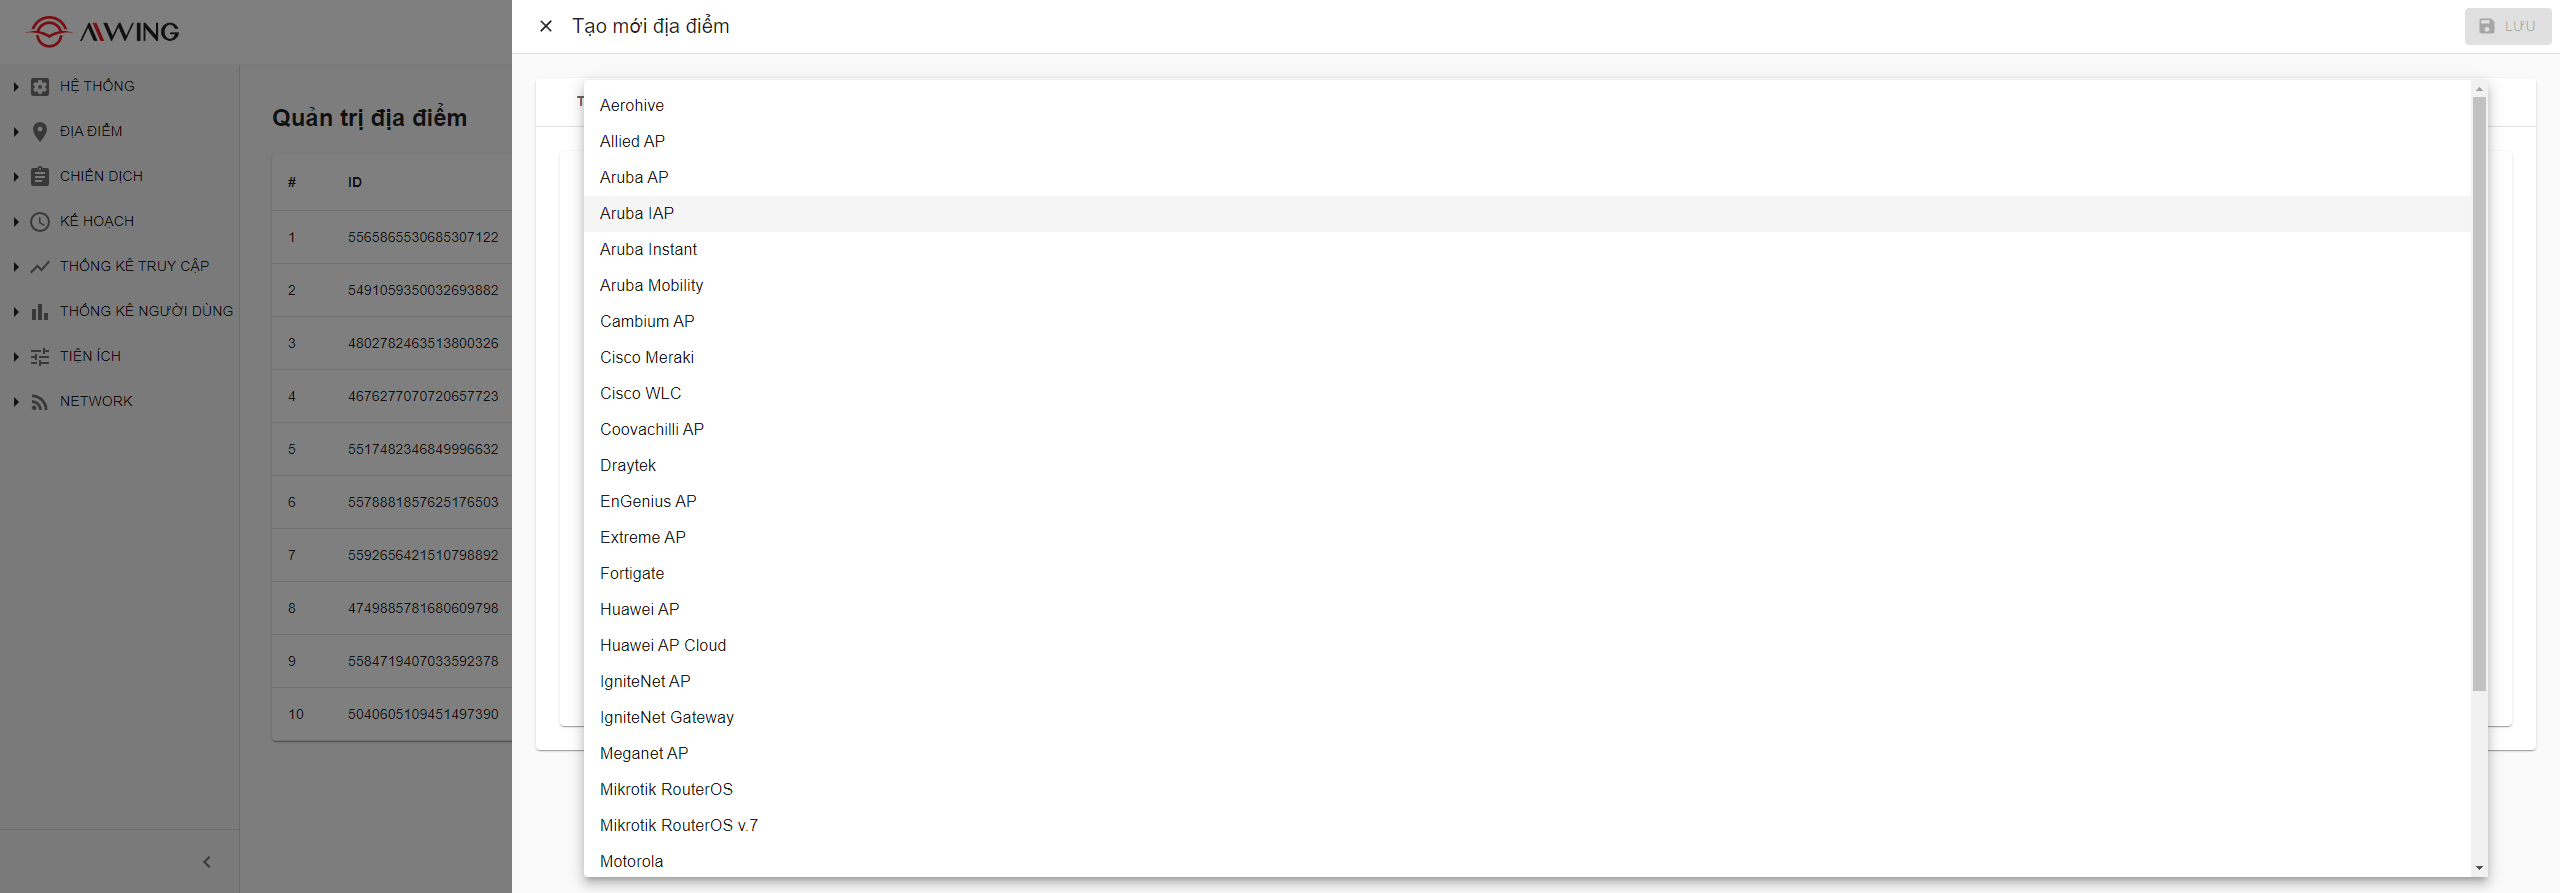 AWING
HỆ THỐNG
ĐỊA ĐIỂM
CHIẾN DỊCH
KẾ HOẠCH
THỐNG KÊ TRUY CẬP
THỐNG KÊ NGƯỜI DÙNG
TIỆN ÍCH
NETWORK
Quản trị địa điểm
# ID
1 5565865530685307122
2 5491059350032693882
3 4802782463513800326
4 4676277070720657723
5 5517482346849996632
6 5578881857625176503
7 5592656421510798892
8 4749885781680609798
9 5584719407033592378
10 5040605109451497390
Tạo mới địa điểm
LƯU
T
Aerohive
Allied AP
Aruba AP
Aruba IAP
Aruba Instant
Aruba Mobility
Cambium AP
Cisco Meraki
Cisco WLC
Coovachilli AP
Draytek
EnGenius AP
Extreme AP
Fortigate
Huawei AP
Huawei AP Cloud
IgniteNet AP
IgniteNet Gateway
Meganet AP
Mikrotik RouterOS
Mikrotik RouterOS v.7
Motorola